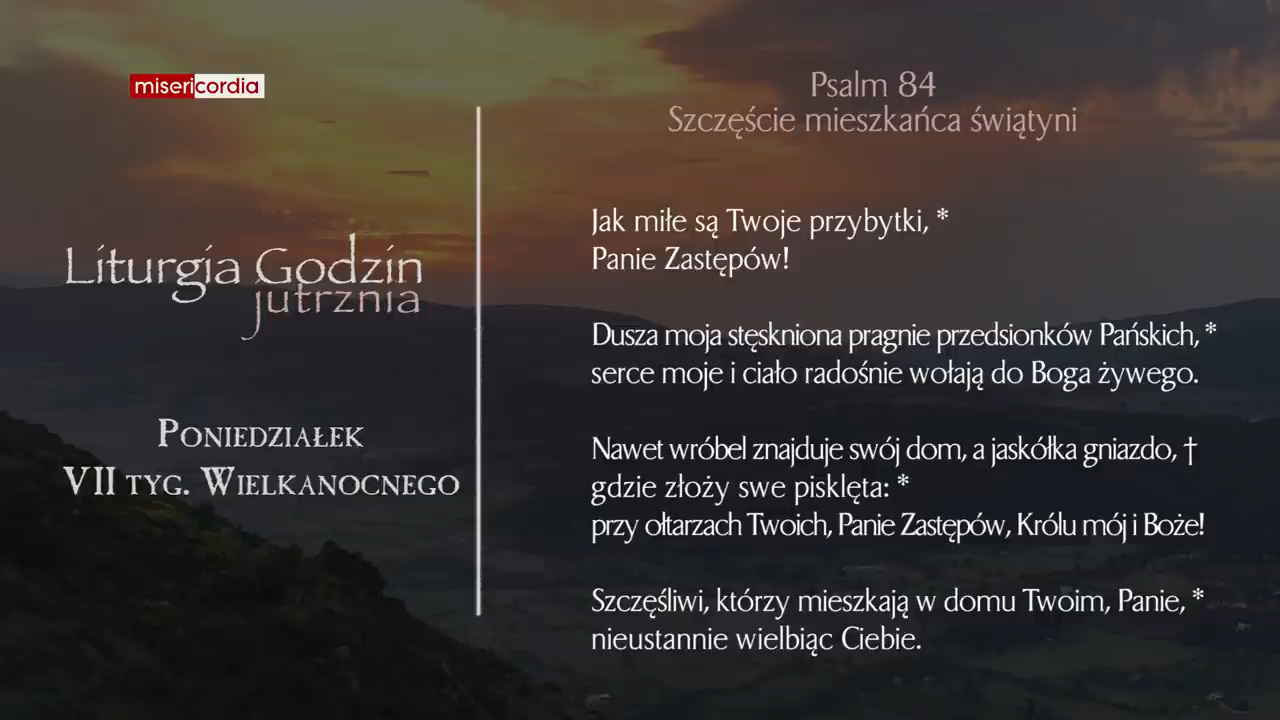 misericordia
Liturgia Godzin
jutrznia
Poniedziałek
VII tyg. Wielkanocnego
Psalm 84
Szczęście mieszkańca świątyni
Jak miłe są Twoje przybytki, *
Panie Zastępów!
Dusza moja stęskniona pragnie przedsionków Pańskich, *
serce moje i ciało radośnie wołają do Boga żywego.
Nawet wróbel znajduje swój dom, a jaskółka gniazdo, †
gdzie złoży swe pisklęta: *
przy ołtarzach Twoich, Panie Zastępów, Królu mój i Boże!
Szczęśliwi, którzy mieszkają w domu Twoim, Panie, *
nieustannie wielbiąc Ciebie.